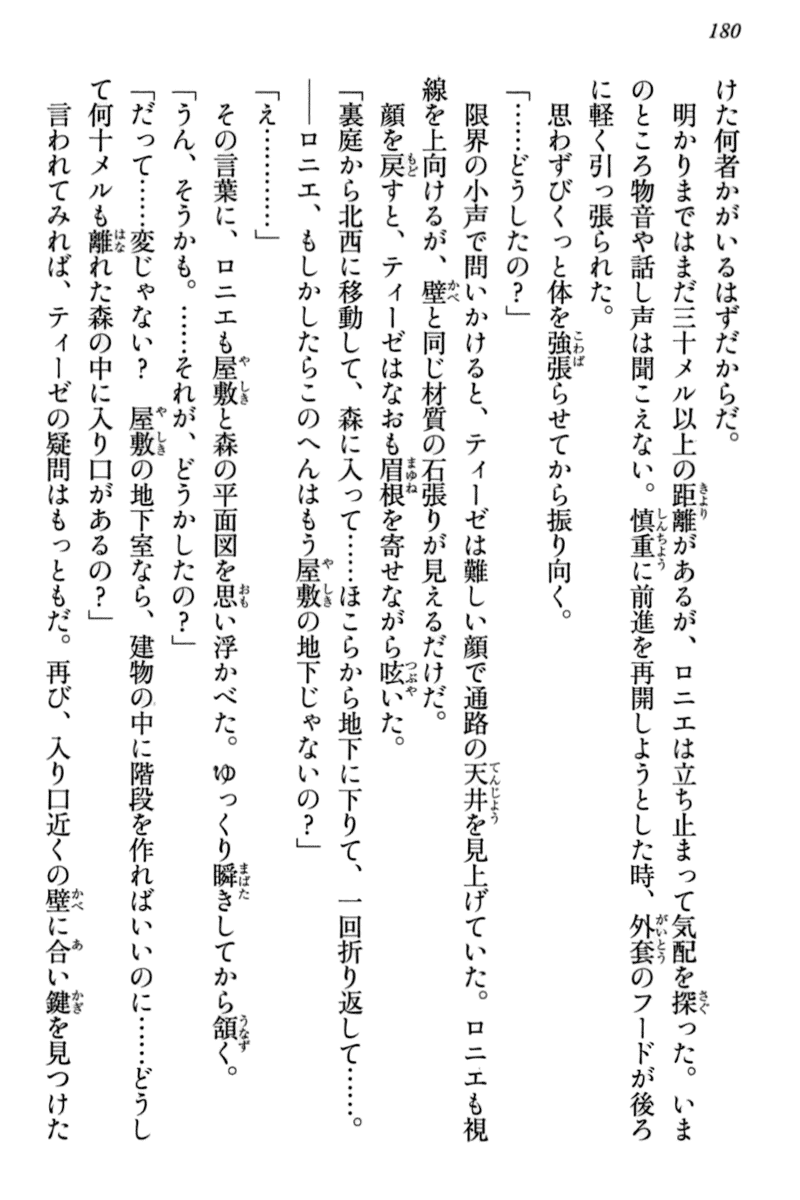 180
けた何者かがいるはずだからだ。
明かりまではまだ三十メル以上の距離があるが、ロニエは立ち止まって気配を探った。いま
のところ物音や話し声は聞こえない。慎重に前進を再開しようとした時、外套のフードが後ろ
に軽く引っ張られた。
思わずびくっと体を強張らせてから振り向く。
「……どうしたの?」
限界の小声で問いかけると、ティーゼは難しい顔で通路の天井を見上げていた。ロニエも視
線を上向けるが、壁と同じ材質の石張りが見えるだけだ。
顔を戻すと、ティーゼはなおも眉根を寄せながら呟いた。
「裏庭から北西に移動して、森に入って……ほこらから地下に下りて、一回折り返して……。
――ロニエ、もしかしたらこのへんはもう屋敷の地下じゃないの?」
「え…………」
その言葉に、ロニエも屋敷と森の平面図を思い浮かべた。ゆっくり瞬きしてから頷く。
「うん、そうかも。……それが、どうかしたの?」
「だって……変じゃない? 屋敷の地下室なら、建物の中に階段を作ればいいのに……どうし
て何十メルも離れた森の中に入り口があるの?」
言われてみれば、ティーゼの疑問はもっともだ。再び、入り口近くの壁に合い鍵を見つけた